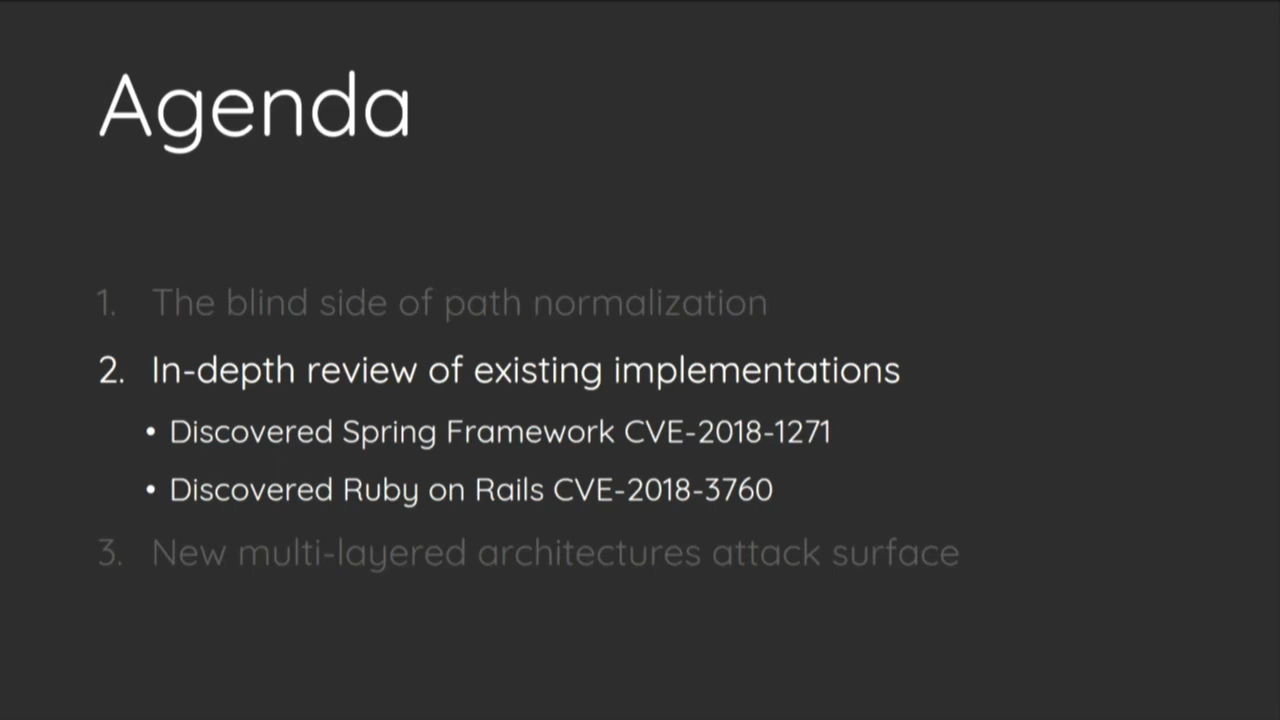 Agenda
1. The blind side of path normalization
2. In-depth review of existing implementations
• Discovered Spring Framework CVE-2018-1271
• Discovered Ruby on Rails CVE-2018-3760
3. New multi-layered architectures attack surface